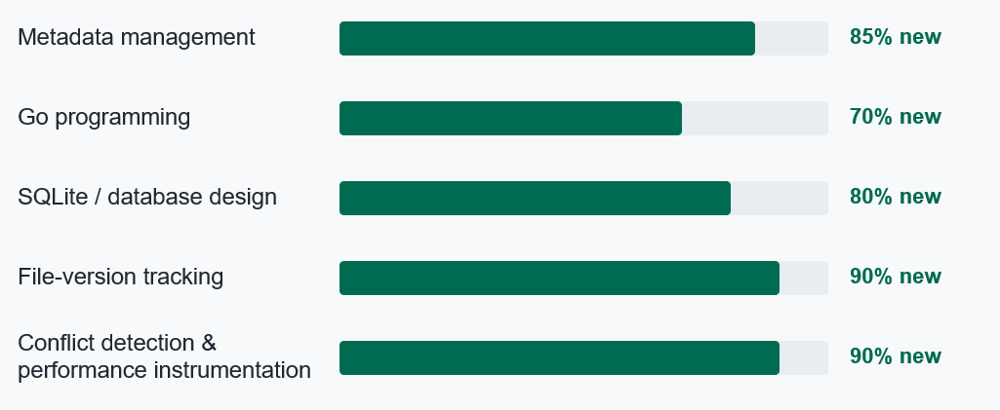 Metadata management
85% new
Go programming
70% new
SQLite / database design
80% new
File-version tracking
90% new
Conflict detection &
performance instrumentation
90% new